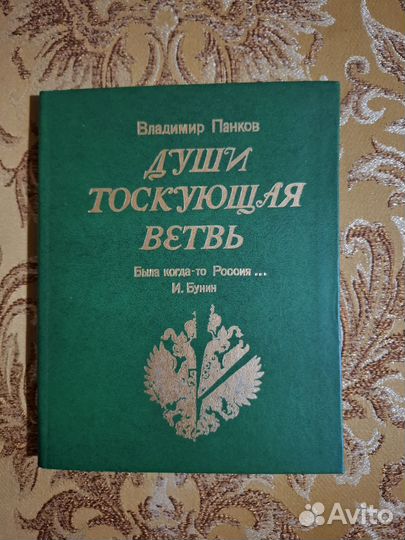 Владимир Панков
ДУШИ
ТОСКУЮЩАЯ
ВЕТВЬ
Была когда-то Россия...
И. Бунин
Avito